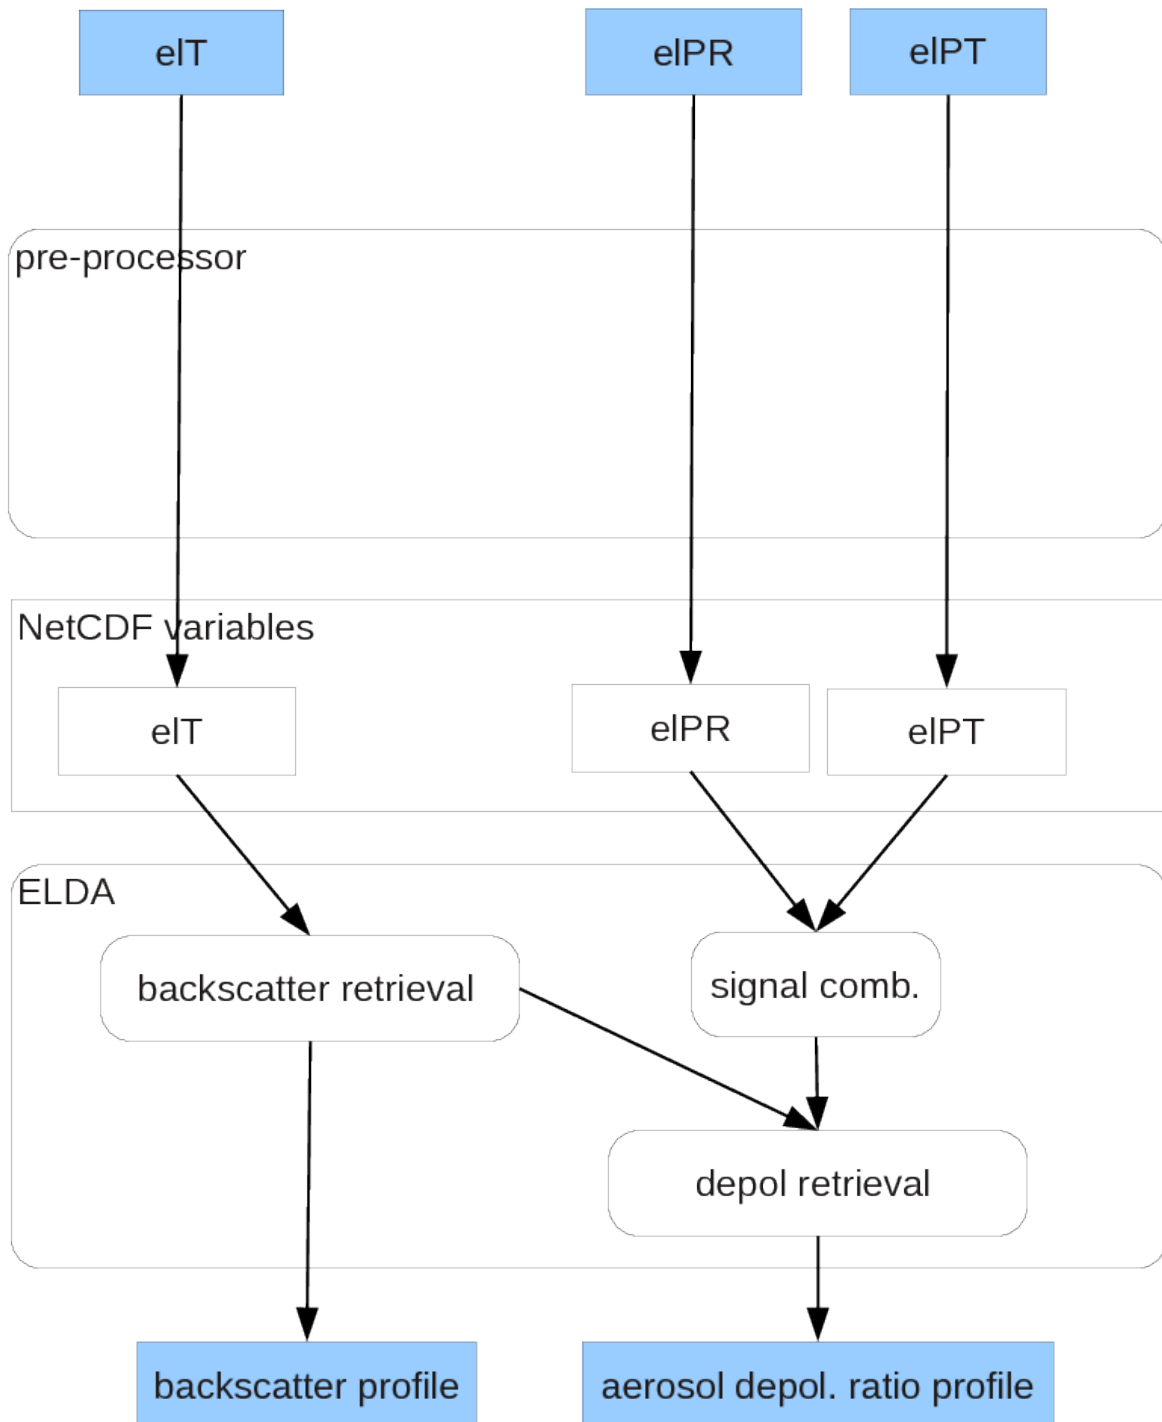 elT
elPR
elPT
pre-processor
NetCDF variables
elT
elPR
elPT
ELDA
backscatter retrieval
signal comb.
depol retrieval
backscatter profile
aerosol depol. ratio profile